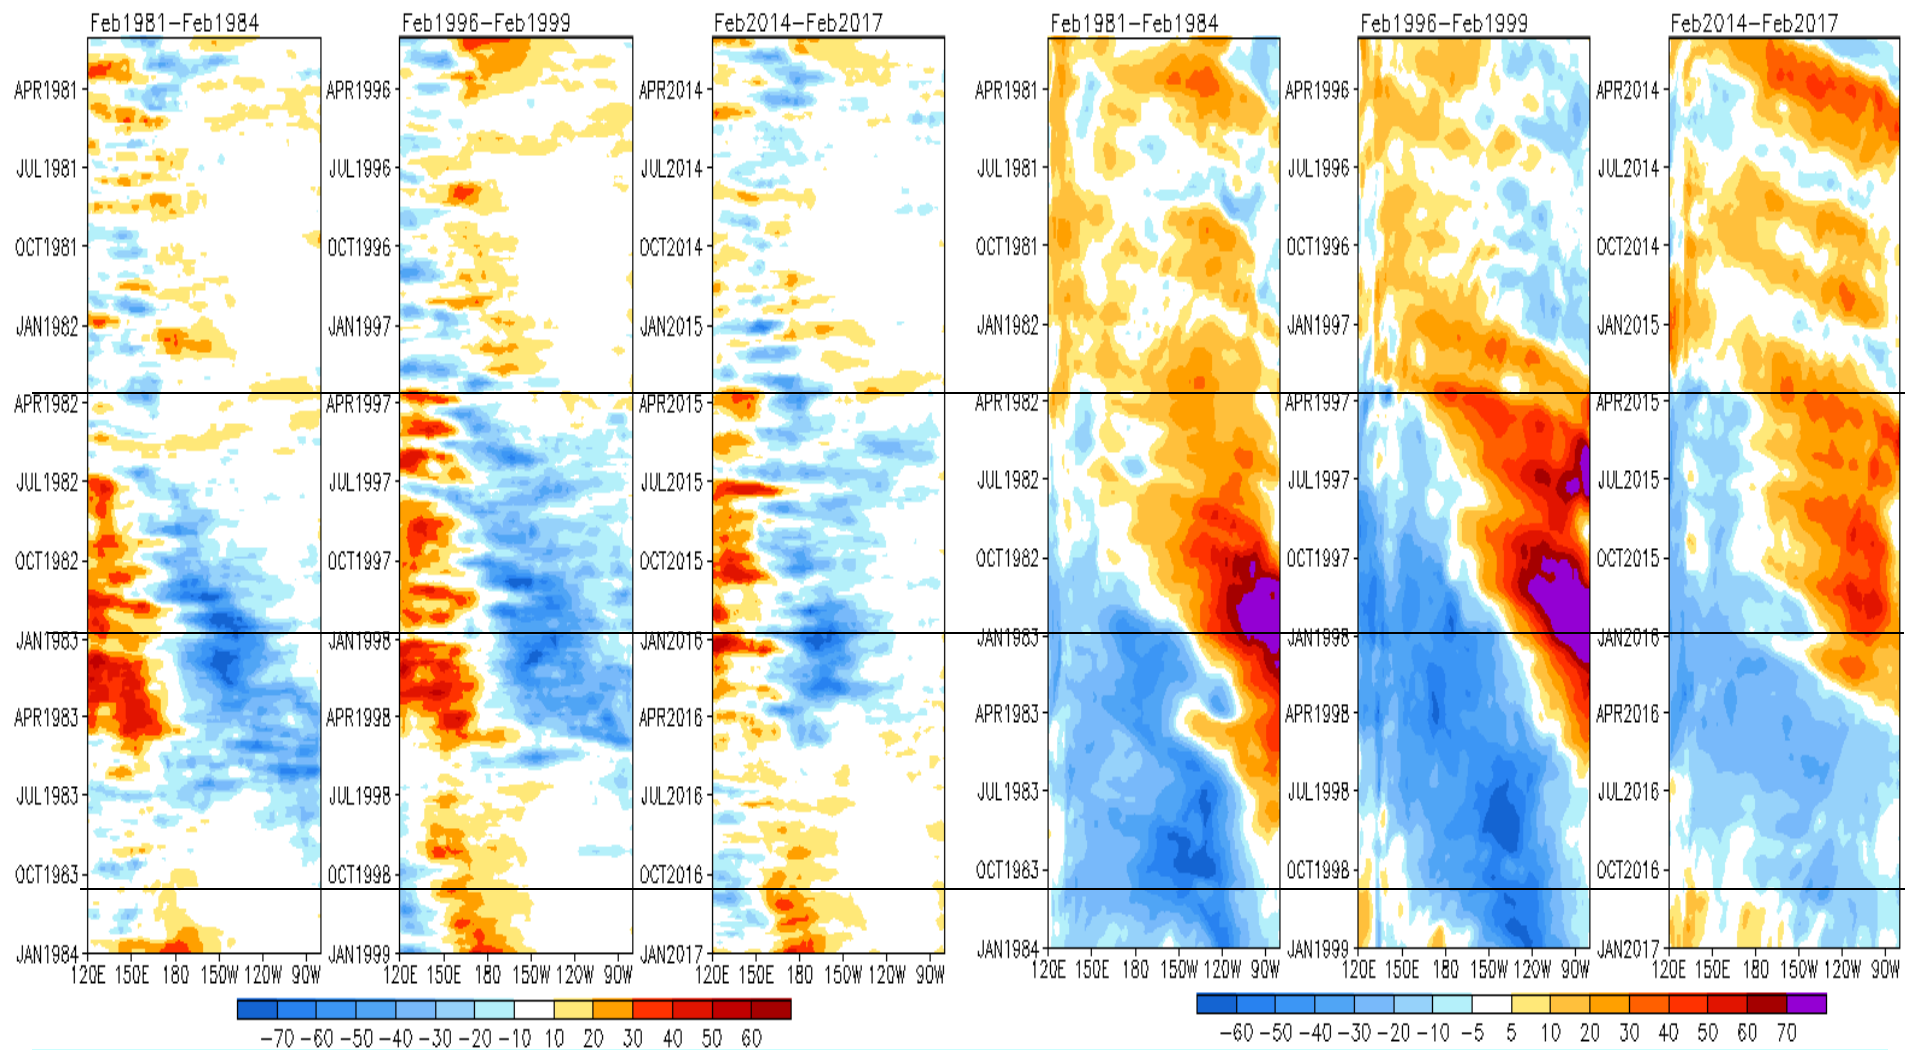 Feb1981-Feb1984
APR1981
JUL1981
OCT1981
JAN1982
APR1982
JUL1982
OCT1982
JAN1983
APR1983
JUL1983
OCT1983
JAN1984
120E 150E 180 150W 120W 90W
Feb1996-Feb1999
APR1996
JUL1996
OCT1996
JAN1997
APR1997
JUL1997
OCT1997
JAN1998
APR1998
JUL1998
OCT1998
JAN1999
120E 150E 180 150W 120W 90W
Feb2014-Feb2017
APR2014
JUL2014
OCT2014
JAN2015
APR2015
JUL2015
OCT2015
JAN2016
APR2016
JUL2016
OCT2016
JAN2017
120E 150E 180 150W 120W 90W
-70 -60 -50 -40 -30 -20 -10 10 20 30 40 50 60
Feb1981-Feb1984
APR1981
JUL1981
OCT1981
JAN1982
APR1982
JUL1982
OCT1982
JAN1983
APR1983
JUL1983
OCT1983
JAN1984
120E 150E 180 150W 120W 90W
Feb1996-Feb1999
APR1996
JUL1996
OCT1996
JAN1997
APR1997
JUL1997
OCT1997
JAN1998
APR1998
JUL1998
OCT1998
JAN1999
120E 150E 180 150W 120W 90W
Feb2014-Feb2017
APR2014
JUL2014
OCT2014
JAN2015
APR2015
JUL2015
OCT2015
JAN2016
APR2016
JUL2016
OCT2016
JAN2017
120E 150E 180 150W 120W 90W
-60 -50 -40 -30 -20 -10 -5 5 10 20 30 40 50 60 70